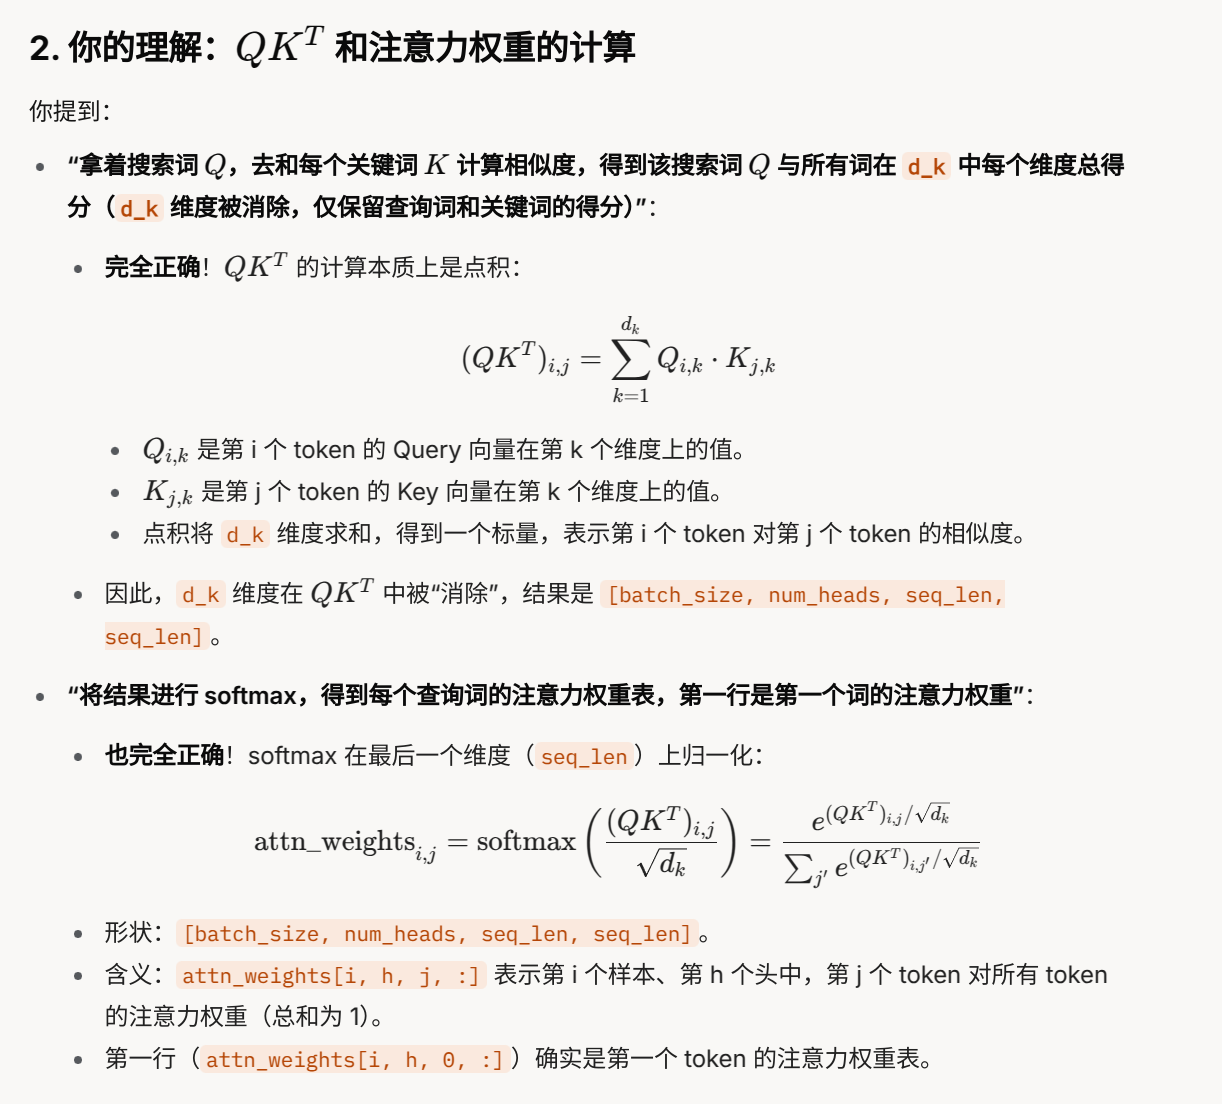 2. 你的理解：QK^T 和注意力权重的计算
你提到：
“拿着搜索词 Q，去和每个关键词 K 计算相似度，得到该搜索词 Q 与所有词在 d_k 中每个维度总得
分（d_k 维度被消除，仅保留查询词和关键词的得分）”：
完全正确！QK^T 的计算本质上是点积：
(QK^T)_{i,j} = \sum_{k=1}^{d_k} Q_{i,k} · K_{j,k}
Q_{i,k} 是第 i 个 token 的 Query 向量在第 k 个维度上的值。
K_{j,k} 是第 j 个 token 的 Key 向量在第 k 个维度上的值。
点积将 d_k 维度求和，得到一个标量，表示第 i 个 token 对第 j 个 token 的相似度。
因此，d_k 维度在 QK^T 中被“消除”，结果是 [batch_size, num_heads, seq_len,
seq_len]。
“将结果进行 softmax，得到每个查询词的注意力权重表，第一行是第一个词的注意力权重”：
也完全正确！softmax 在最后一个维度（seq_len）上归一化：
attn_weights_{i,j} = softmax\left(\frac{(QK^T)_{i,j}}{\sqrt{d_k}}\right) = \frac{e^{(QK^T)_{i,j}/\sqrt{d_k}}}{\sum_{j'} e^{(QK^T)_{i,j'}/\sqrt{d_k}}}
形状：[batch_size, num_heads, seq_len, seq_len]。
含义：attn_weights[i, h, j, :] 表示第 i 个样本、第 h 个头中，第 j 个 token 对所有 token
的注意力权重（总和为 1）。
第一行（attn_weights[i, h, 0, :]）确实是第一个 token 的注意力权重表。